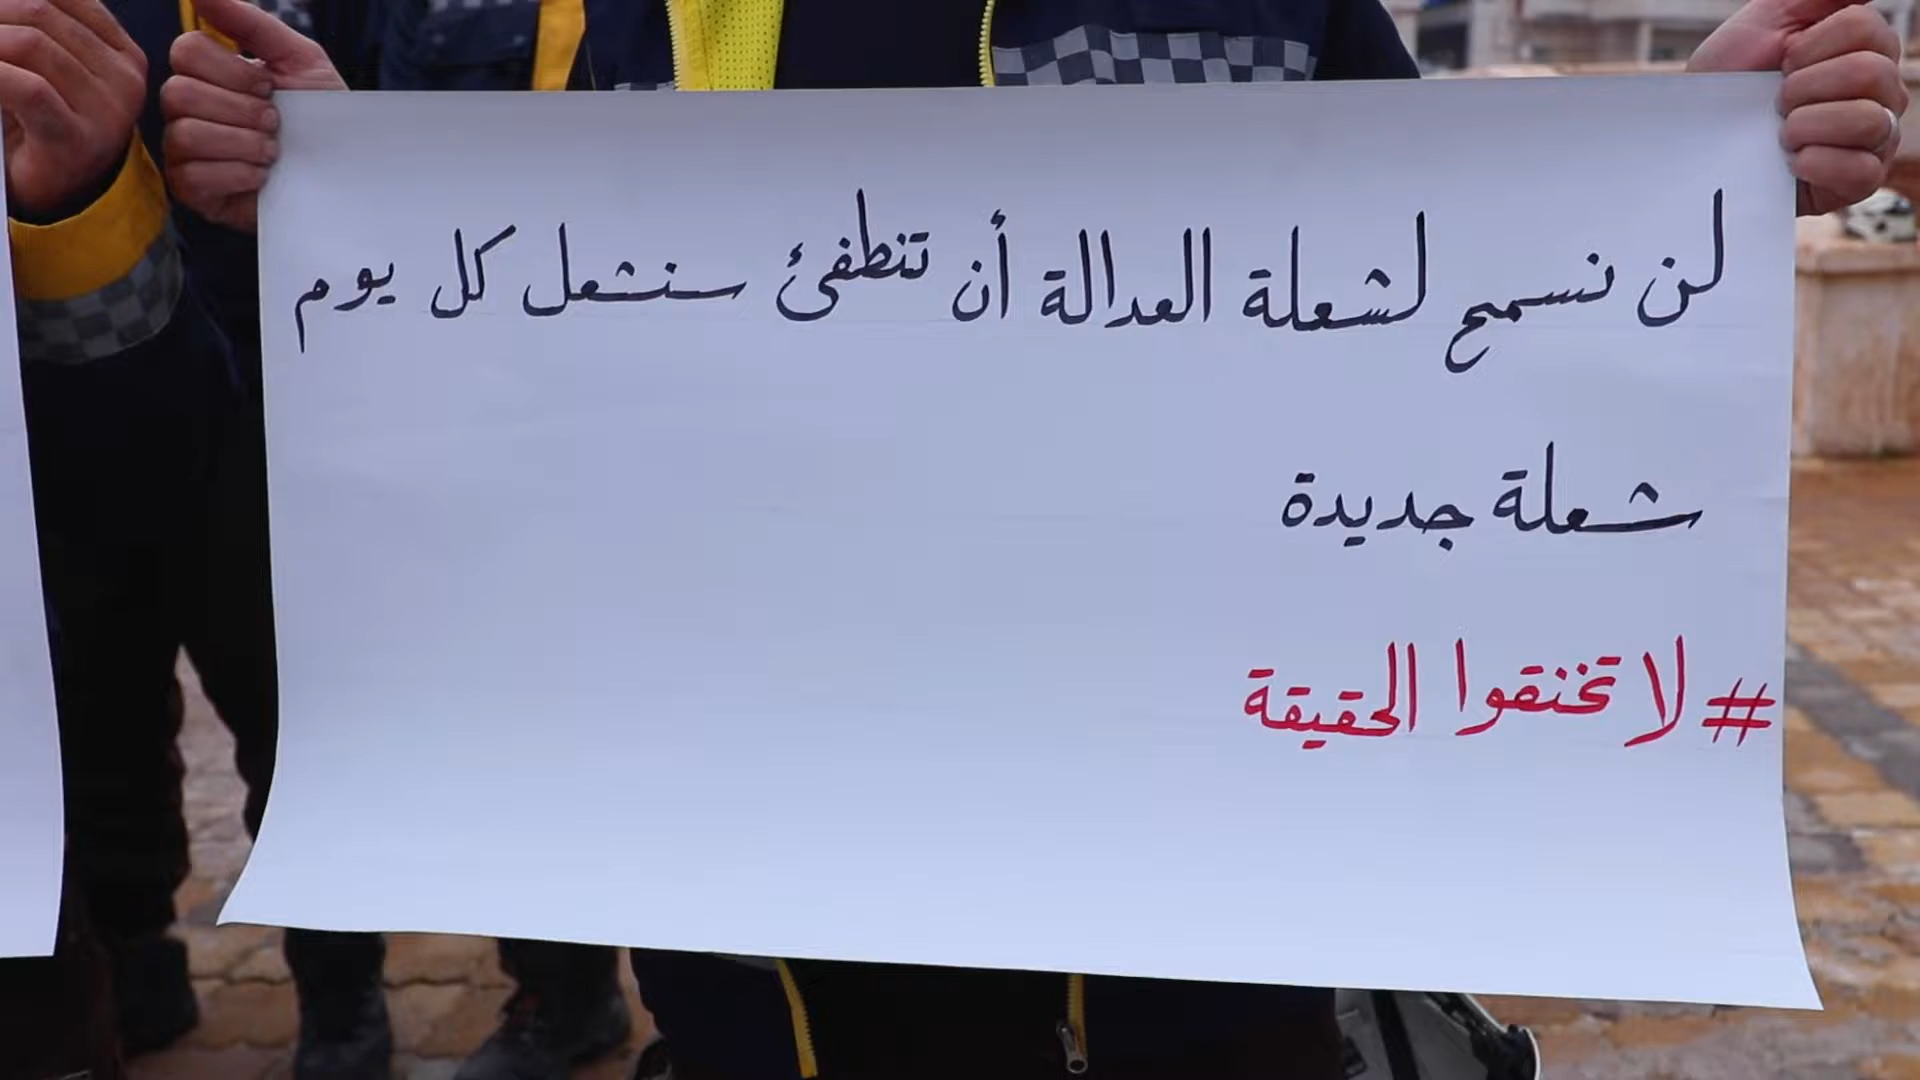 لن نسمح لشعلة العدالة أن تنطفئ سنشعل كل يوم
شعلة جديدة
#لا تخنقوا الحقيقة